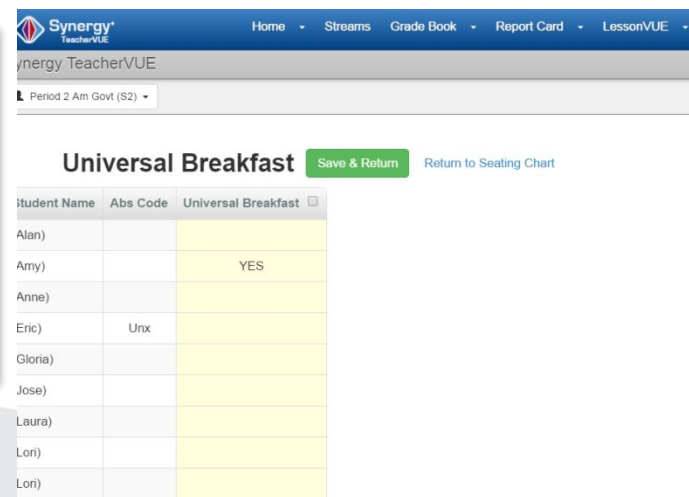 Synergy Home Streams Grade Book Report Card LessonVUE
TeacherVUE
ynergy TeacherVUE
Period 2 Am Govt (S2)
Universal Breakfast Save & Return Return to Seating Chart
Student Name Abs Code Universal Breakfast
Alan)
Amy) YES
Anne)
Eric) Unx
Gloria)
Jose)
Laura)
Lori)
Lori)